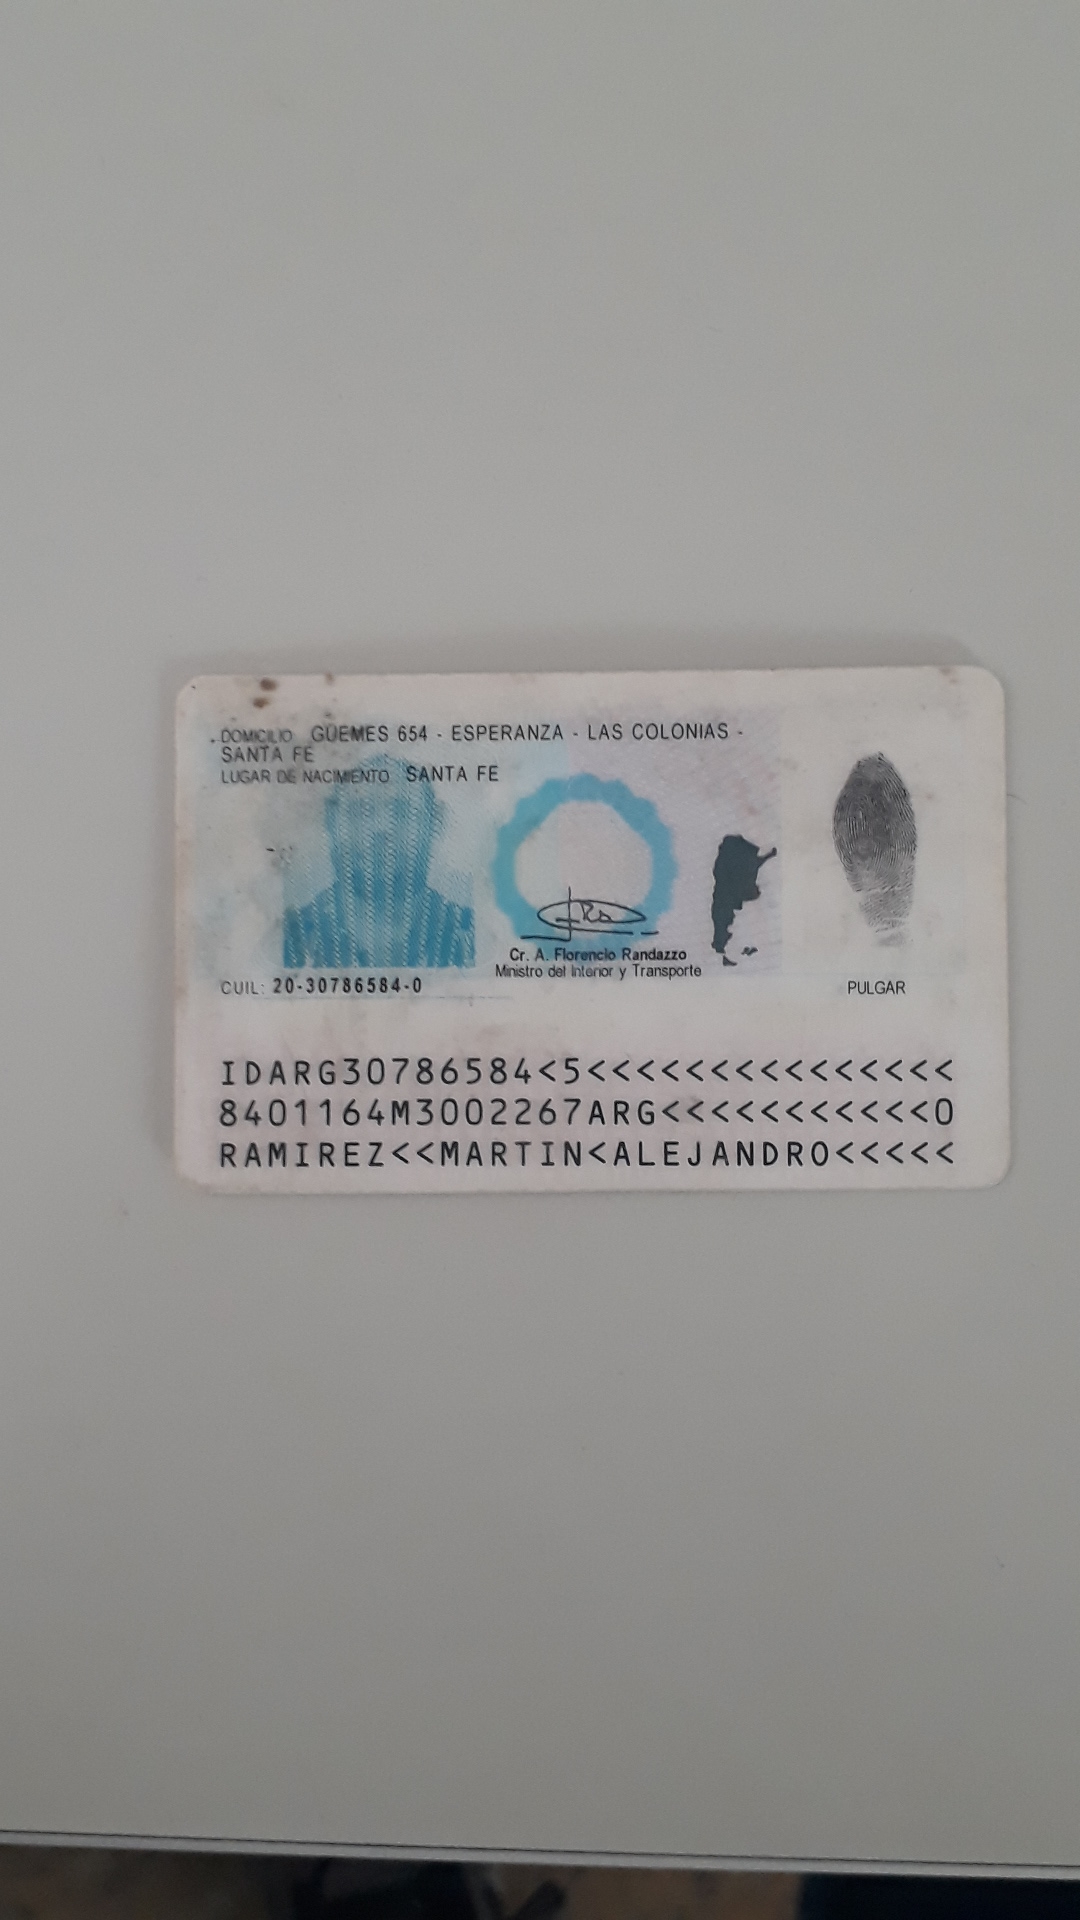 DOMICILIO GÜEMES 654 - ESPERANZA - LAS COLONIAS -
SANTA FE
LUGAR DE NACIMIENTO SANTA FE
Cr. A. Florencio Randazzo
Ministro del Interior y Transporte
CUIL: 20-30786584-0
PULGAR
IDARG30786584<5<<<<<<<<<<<<<<<
8401164M3002267ARG<<<<<<<<<<<0
RAMIREZ<<MARTIN<ALEJANDRO<<<<<